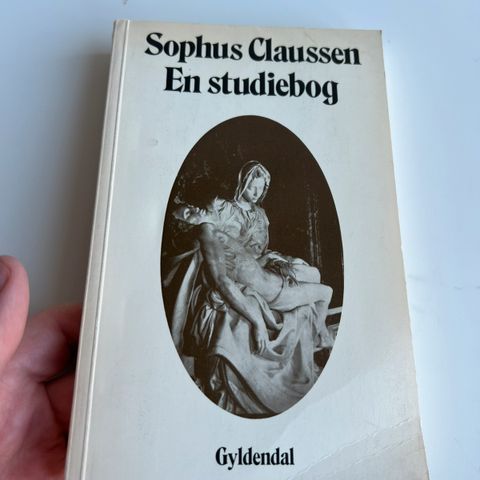 Sophus Claussen
En studiebog
Gyldendal